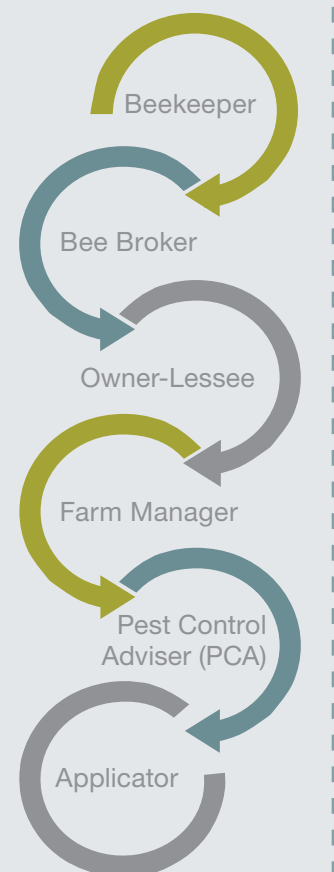 Beekeeper
Bee Broker
Owner-Lessee
Farm Manager
Pest Control
Adviser (PCA)
Applicator